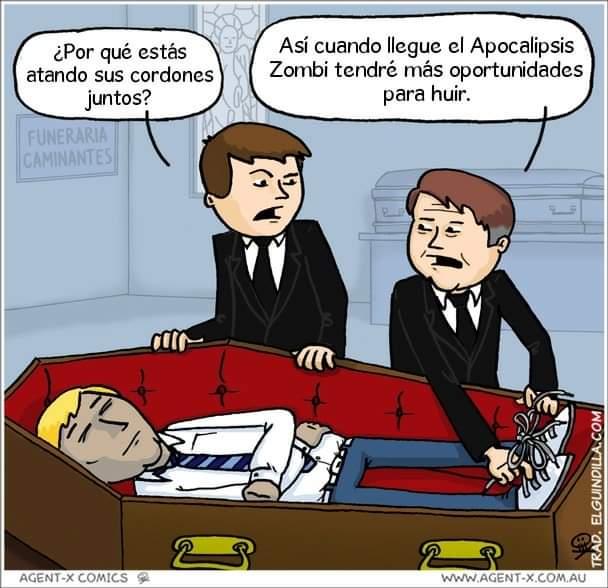 ¿Por qué estás
atando sus cordones
juntos?
Así cuando llegue el Apocalipsis
Zombi tendré más oportunidades
para huir.
FUNERARIA
CAMINANTES
TRAD. ELGUINDILLA.COM
AGENT-X COMICS
WWW.AGENT-X.COM.AU